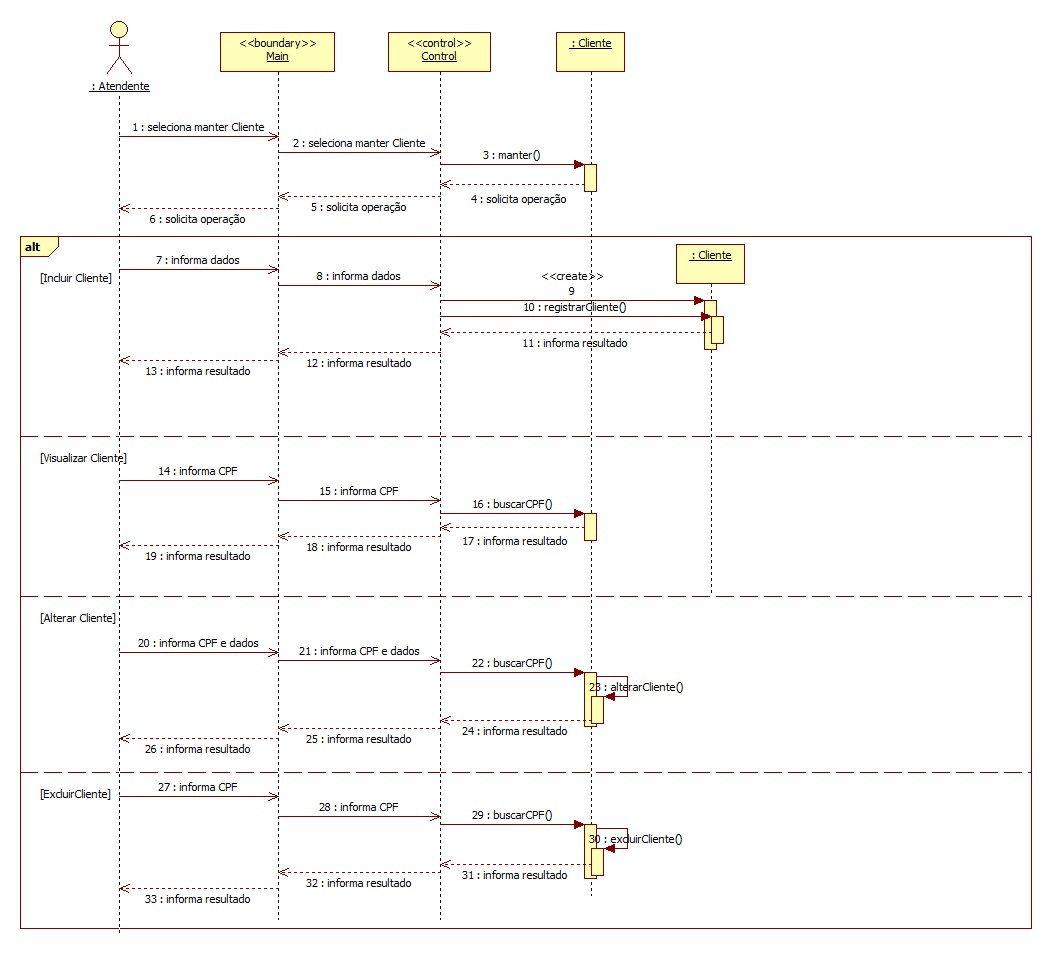 <<boundary>>
Main
<<control>>
Control
: Cliente
: Atendente
1 : seleciona manter Cliente
2 : seleciona manter Cliente
3 : manter()
4 : solicita operação
5 : solicita operação
6 : solicita operação
alt
: Cliente
[Incluir Cliente]
7 : informa dados
8 : informa dados
<<create>>
9
10 : registrarCliente()
11 : informa resultado
12 : informa resultado
13 : informa resultado
[Visualizar Cliente]
14 : informa CPF
15 : informa CPF
16 : buscarCPF()
17 : informa resultado
18 : informa resultado
19 : informa resultado
[Alterar Cliente]
20 : informa CPF e dados
21 : informa CPF e dados
22 : buscarCPF()
23 : alterarCliente()
24 : informa resultado
25 : informa resultado
26 : informa resultado
[ExcluirCliente]
27 : informa CPF
28 : informa CPF
29 : buscarCPF()
30 : excluirCliente()
31 : informa resultado
32 : informa resultado
33 : informa resultado